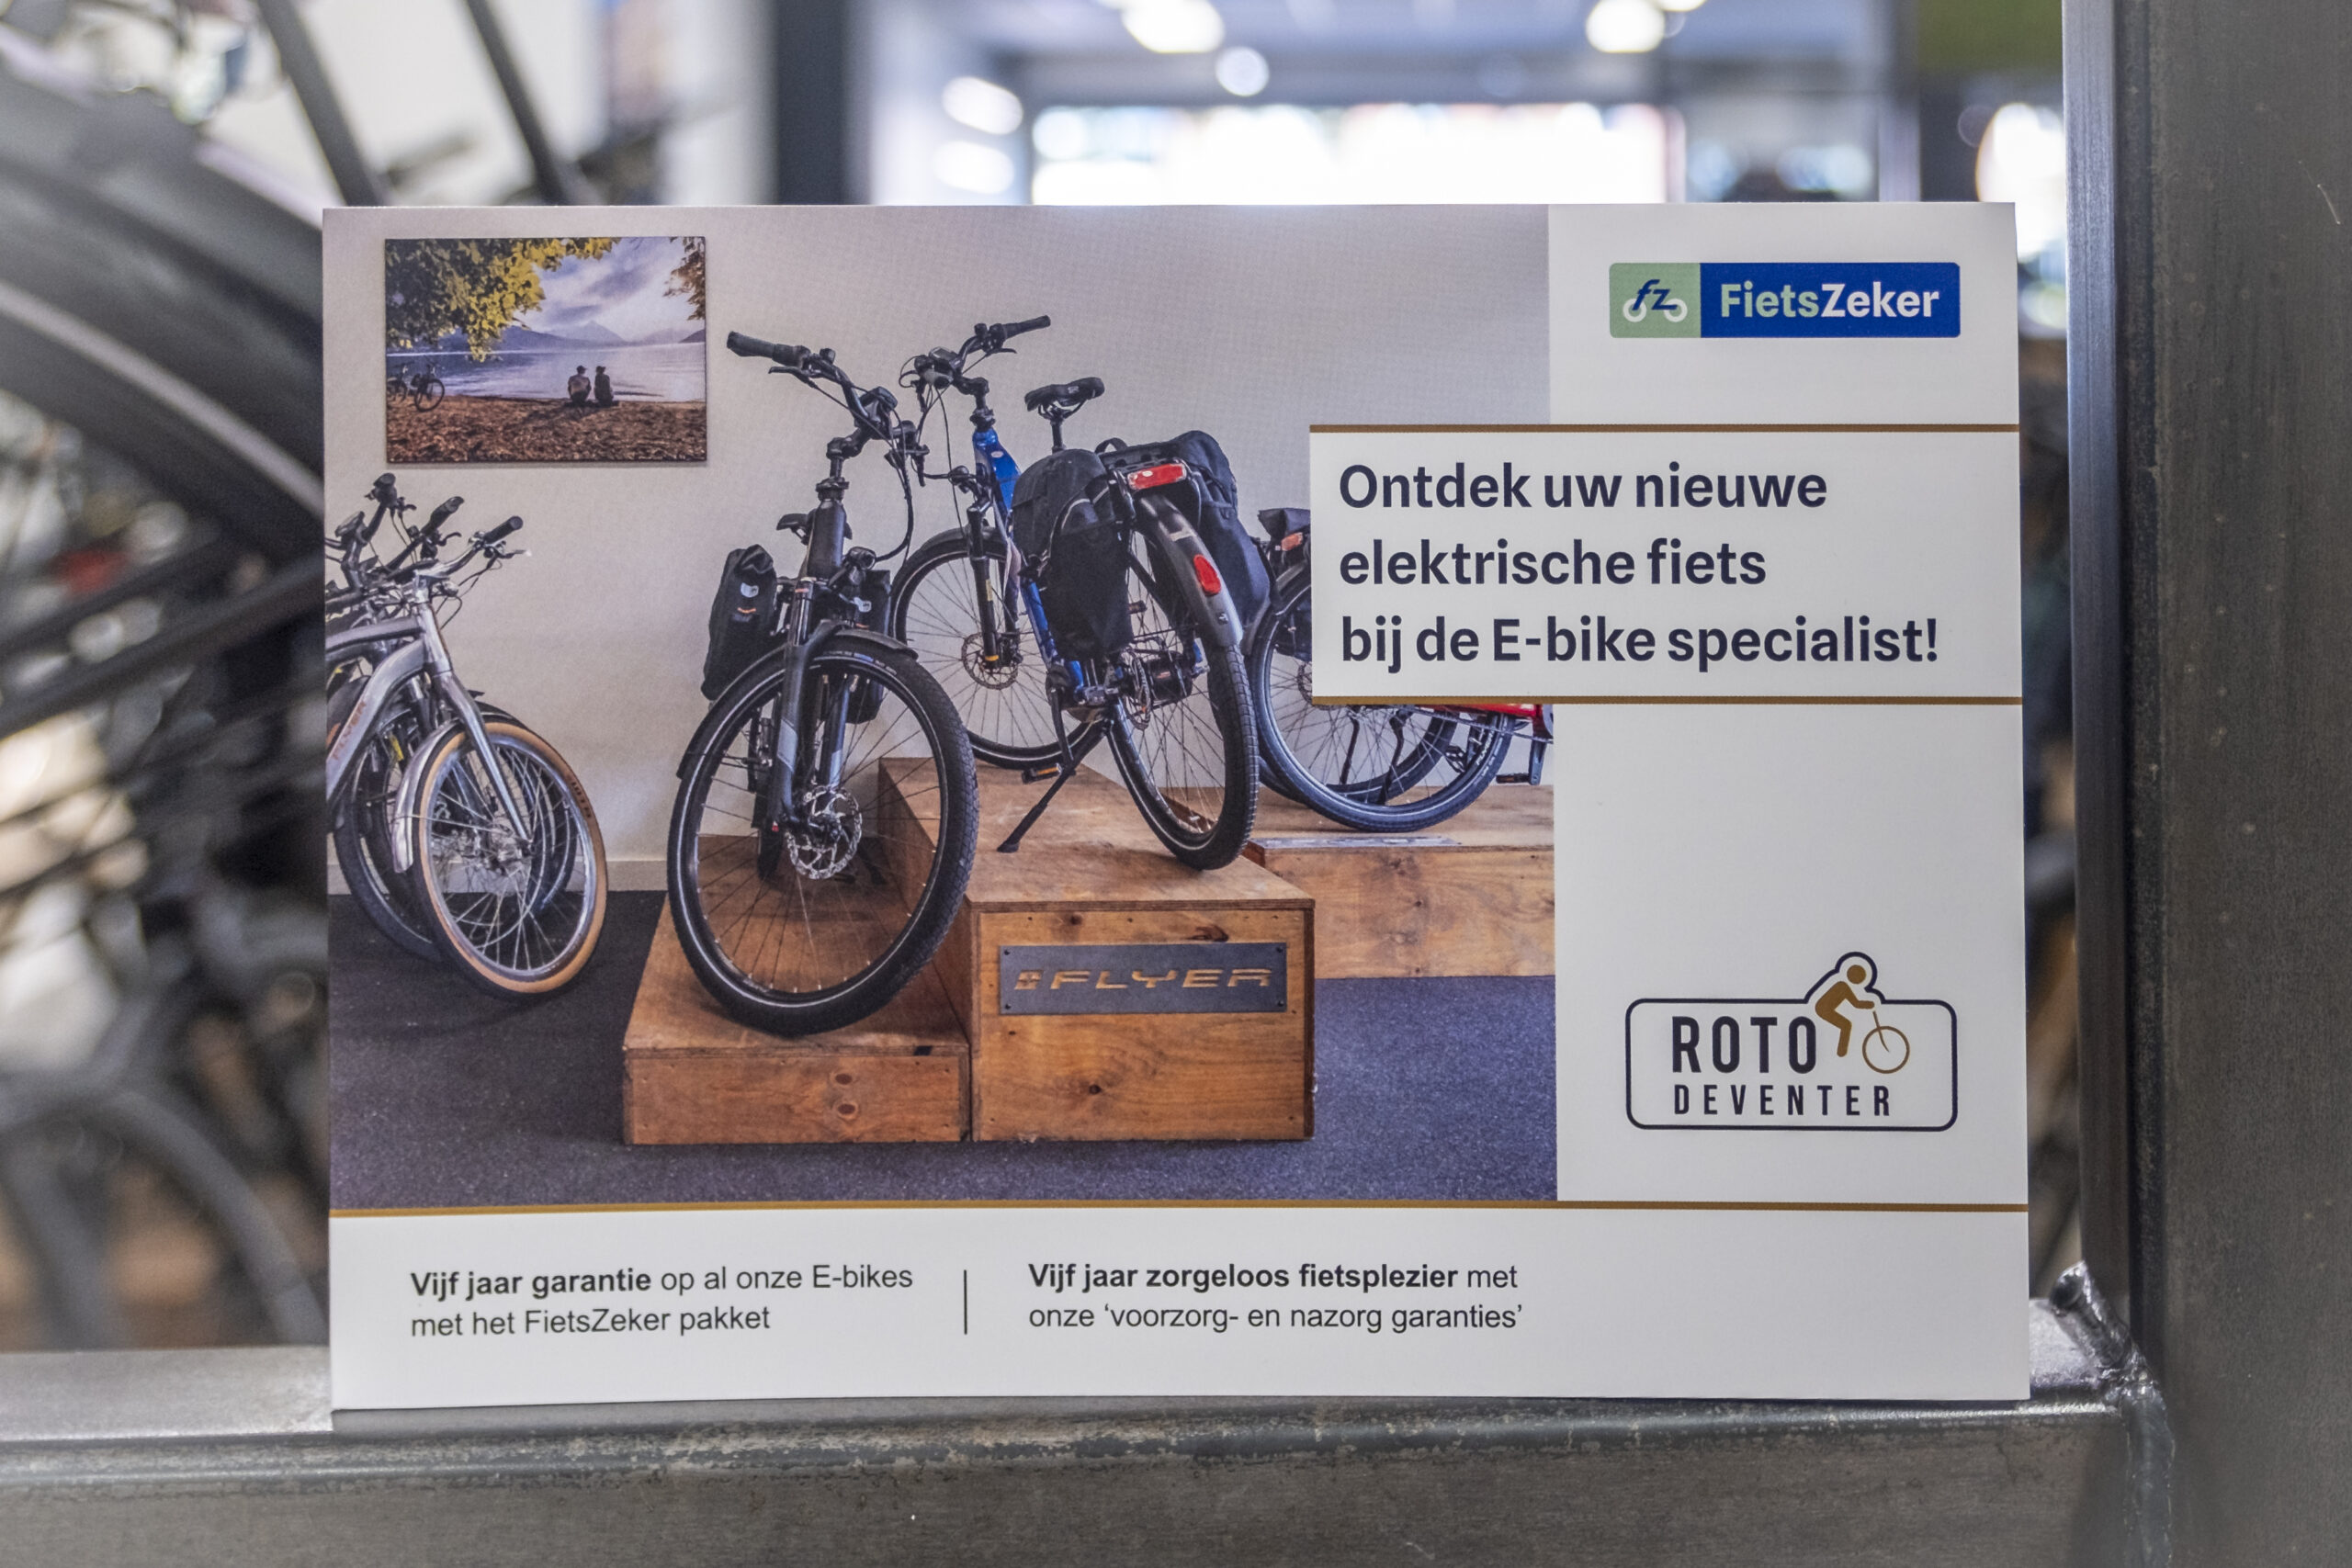 fz FietsZeker
Ontdek uw nieuwe
elektrische fiets
bij de E-bike specialist!
FLYER
ROTO
DEVENTER
Vijf jaar garantie op al onze E-bikes
met het FietsZeker pakket
Vijf jaar zorgeloos fietsplezier met
onze ‘voorzorg- en nazorg garanties’